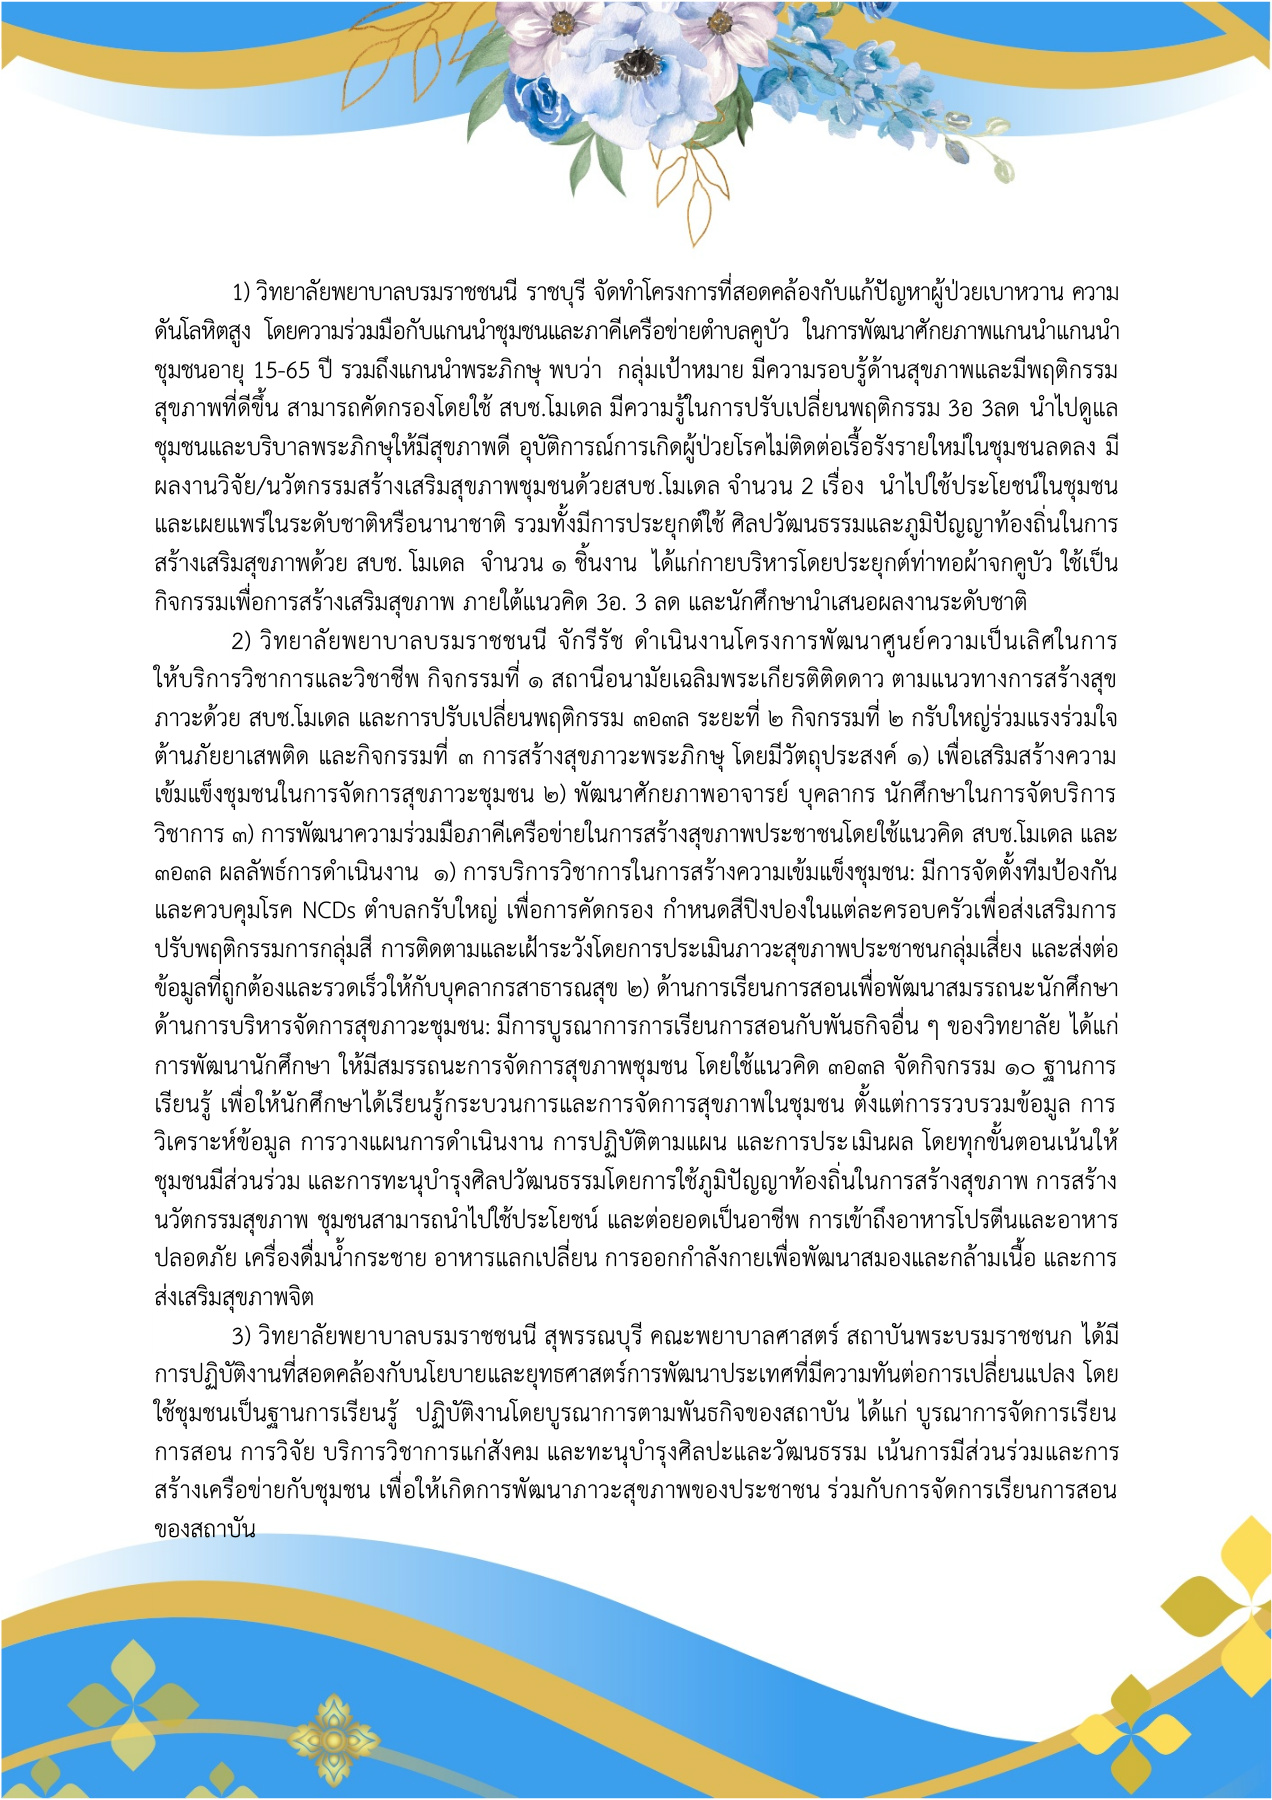 1) วิทยาลัยพยาบาลบรมราชชนนี ราชบุรี จัดทำโครงการที่สอดคล้องกับแก้ปัญหาผู้ป่วยเบาหวาน ความ
ดันโลหิตสูง โดยความร่วมมือกับแกนนำชุมชนและภาคีเครือข่ายตำบลคูบัว ในการพัฒนาศักยภาพแกนนำแกนนำ
ชุมชนอายุ 15-65 ปี รวมถึงแกนนำพระภิกษุ พบว่า กลุ่มเป้าหมาย มีความรอบรู้ด้านสุขภาพและมีพฤติกรรม
สุขภาพที่ดีขึ้น สามารถคัดกรองโดยใช้ สบช.โมเดล มีความรู้ในการปรับเปลี่ยนพฤติกรรม 3อ 3ลด นำไปดูแล
ชุมชนและบริบาลพระภิกษุให้มีสุขภาพดี อุบัติการณ์การเกิดผู้ป่วยโรคไม่ติดต่อเรื้อรังรายใหม่ในชุมชนลดลง มี
ผลงานวิจัย/นวัตกรรมสร้างเสริมสุขภาพชุมชนด้วยสบช.โมเดล จำนวน 2 เรื่อง นำไปใช้ประโยชน์ในชุมชน
และเผยแพร่ในระดับชาติหรือนานาชาติ รวมทั้งมีการประยุกต์ใช้ ศิลปวัฒนธรรมและภูมิปัญญาท้องถิ่นในการ
สร้างเสริมสุขภาพด้วย สบช. โมเดล จำนวน ๑ ชิ้นงาน ได้แก่กายบริหารโดยประยุกต์ท่าทอผ้าจกคูบัว ใช้เป็น
กิจกรรมเพื่อการสร้างเสริมสุขภาพ ภายใต้แนวคิด 3อ. 3 ลด และนักศึกษานำเสนอผลงานระดับชาติ
2) วิทยาลัยพยาบาลบรมราชชนนี จักรีรัช ดำเนินงานโครงการพัฒนาศูนย์ความเป็นเลิศในการ
ให้บริการวิชาการและวิชาชีพ กิจกรรมที่ ๑ สถานีอนามัยเฉลิมพระเกียรติติดดาว ตามแนวทางการสร้างสุข
ภาวะด้วย สบช.โมเดล และการปรับเปลี่ยนพฤติกรรม ๓อ๓ล ระยะที่ ๒ กิจกรรมที่ ๒ กรับใหญ่ร่วมแรงร่วมใจ
ต้านภัยยาเสพติด และกิจกรรมที่ ๓ การสร้างสุขภาวะพระภิกษุ โดยมีวัตถุประสงค์ ๑) เพื่อเสริมสร้างความ
เข้มแข็งชุมชนในการจัดการสุขภาวะชุมชน ๒) พัฒนาศักยภาพอาจารย์ บุคลากร นักศึกษาในการจัดบริการ
วิชาการ ๓) การพัฒนาความร่วมมือภาคีเครือข่ายในการสร้างสุขภาพประชาชนโดยใช้แนวคิด สบช.โมเดล และ
๓อ๓ล ผลลัพธ์การดำเนินงาน ๑) การบริการวิชาการในการสร้างความเข้มแข็งชุมชน: มีการจัดตั้งทีมป้องกัน
และควบคุมโรค NCDs ตำบลกรับใหญ่ เพื่อการคัดกรอง กำหนดสีปิงปองในแต่ละครอบครัวเพื่อส่งเสริมการ
ปรับพฤติกรรมการกลุ่มสี การติดตามและเฝ้าระวังโดยการประเมินภาวะสุขภาพประชาชนกลุ่มเสี่ยง และส่งต่อ
ข้อมูลที่ถูกต้องและรวดเร็วให้กับบุคลากรสาธารณสุข ๒) ด้านการเรียนการสอนเพื่อพัฒนาสมรรถนะนักศึกษา
ด้านการบริหารจัดการสุขภาวะชุมชน: มีการบูรณาการการเรียนการสอนกับพันธกิจอื่น ๆ ของวิทยาลัย ได้แก่
การพัฒนานักศึกษา ให้มีสมรรถนะการจัดการสุขภาพชุมชน โดยใช้แนวคิด ๓อ๓ล จัดกิจกรรม ๑๐ ฐานการ
เรียนรู้ เพื่อให้นักศึกษาได้เรียนรู้กระบวนการและการจัดการสุขภาพในชุมชน ตั้งแต่การรวบรวมข้อมูล การ
วิเคราะห์ข้อมูล การวางแผนการดำเนินงาน การปฏิบัติตามแผน และการประเมินผล โดยทุกขั้นตอนเน้นให้
ชุมชนมีส่วนร่วม และการทะนุบำรุงศิลปวัฒนธรรมโดยการใช้ภูมิปัญญาท้องถิ่นในการสร้างสุขภาพ การสร้าง
นวัตกรรมสุขภาพ ชุมชนสามารถนำไปใช้ประโยชน์ และต่อยอดเป็นอาชีพ การเข้าถึงอาหารโปรตีนและอาหาร
ปลอดภัย เครื่องดื่มน้ำกระชาย อาหารแลกเปลี่ยน การออกกำลังกายเพื่อพัฒนาสมองและกล้ามเนื้อ และการ
ส่งเสริมสุขภาพจิต
3) วิทยาลัยพยาบาลบรมราชชนนี สุพรรณบุรี คณะพยาบาลศาสตร์ สถาบันพระบรมราชชนก ได้มี
การปฏิบัติงานที่สอดคล้องกับนโยบายและยุทธศาสตร์การพัฒนาประเทศที่มีความทันต่อการเปลี่ยนแปลง โดย
ใช้ชุมชนเป็นฐานการเรียนรู้ ปฏิบัติงานโดยบูรณาการตามพันธกิจของสถาบัน ได้แก่ บูรณาการจัดการเรียน
การสอน การวิจัย บริการวิชาการแก่สังคม และทะนุบำรุงศิลปะและวัฒนธรรม เน้นการมีส่วนร่วมและการ
สร้างเครือข่ายกับชุมชน เพื่อให้เกิดการพัฒนาภาวะสุขภาพของประชาชน ร่วมกับการจัดการเรียนการสอน
ของสถาบัน